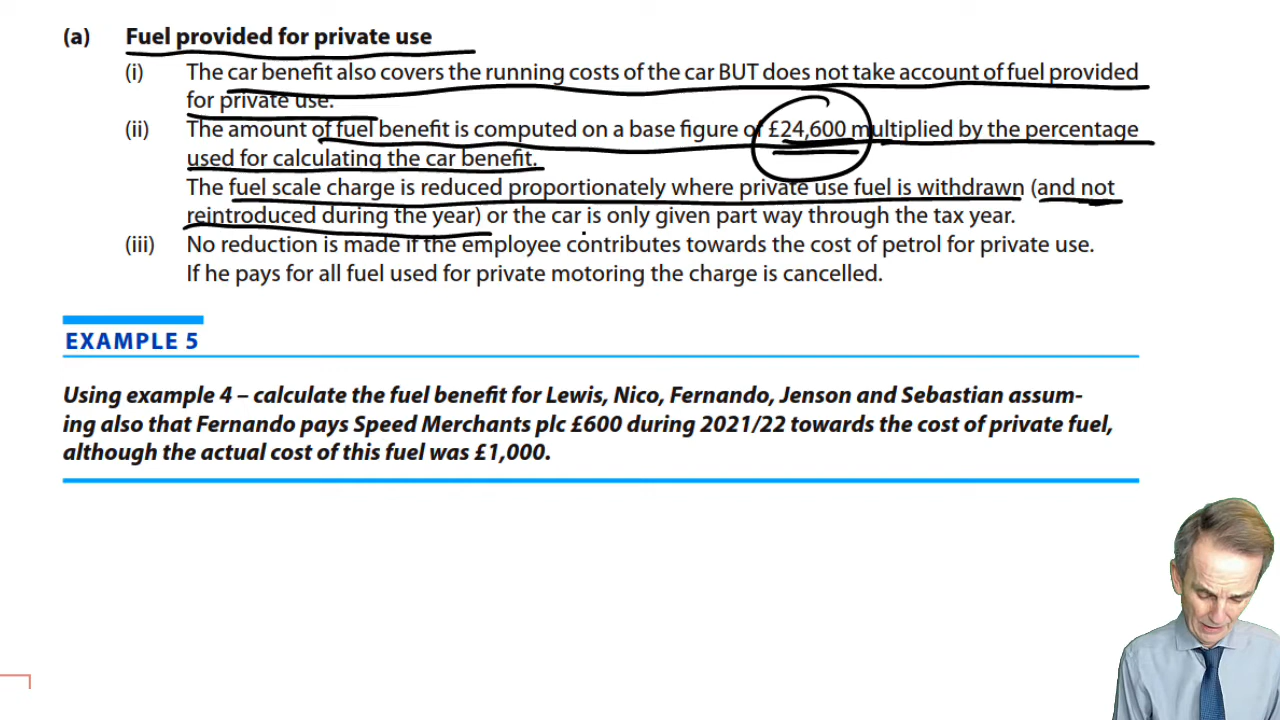 (a) Fuel provided for private use
(i) The car benefit also covers the running costs of the car BUT does not take account of fuel provided
for private use.
(ii) The amount of fuel benefit is computed on a base figure of £24,600 multiplied by the percentage
used for calculating the car benefit.
The fuel scale charge is reduced proportionately where private use fuel is withdrawn (and not
reintroduced during the year) or the car is only given part way through the tax year.
(iii) No reduction is made if the employee contributes towards the cost of petrol for private use.
If he pays for all fuel used for private motoring the charge is cancelled.
EXAMPLE 5
Using example 4 – calculate the fuel benefit for Lewis, Nico, Fernando, Jenson and Sebastian assum-
ing also that Fernando pays Speed Merchants plc £600 during 2021/22 towards the cost of private fuel,
although the actual cost of this fuel was £1,000.